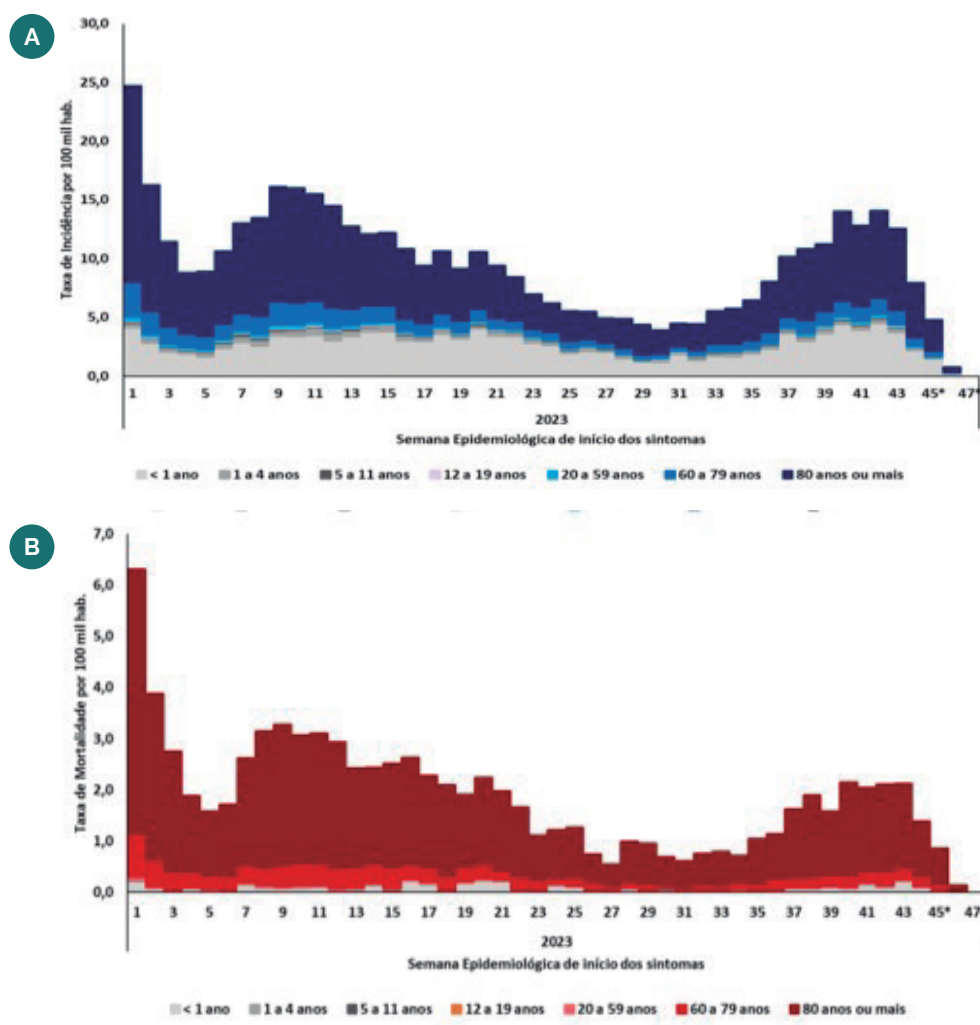 A
Taxa de Incidência por 100 mil hab.
30,0
25,0
20,0
15,0
10,0
5,0
0,0
1 3 5 7 9 11 13 15 17 19 21 23 25 27 29 31 33 35 37 39 41 43 45* 47*
2023
Semana Epidemiológica de início dos sintomas
< 1 ano 1 a 4 anos 5 a 11 anos 12 a 19 anos 20 a 59 anos 60 a 79 anos 80 anos ou mais
B
Taxa de Mortalidade por 100 mil hab.
7,0
6,0
5,0
4,0
3,0
2,0
1,0
0,0
1 3 5 7 9 11 13 15 17 19 21 23 25 27 29 31 33 35 37 39 41 43 45* 47
2023
Semana Epidemiológica de início dos sintomas
< 1 ano 1 a 4 anos 5 a 11 anos 12 a 19 anos 20 a 59 anos 60 a 79 anos 80 anos ou mais